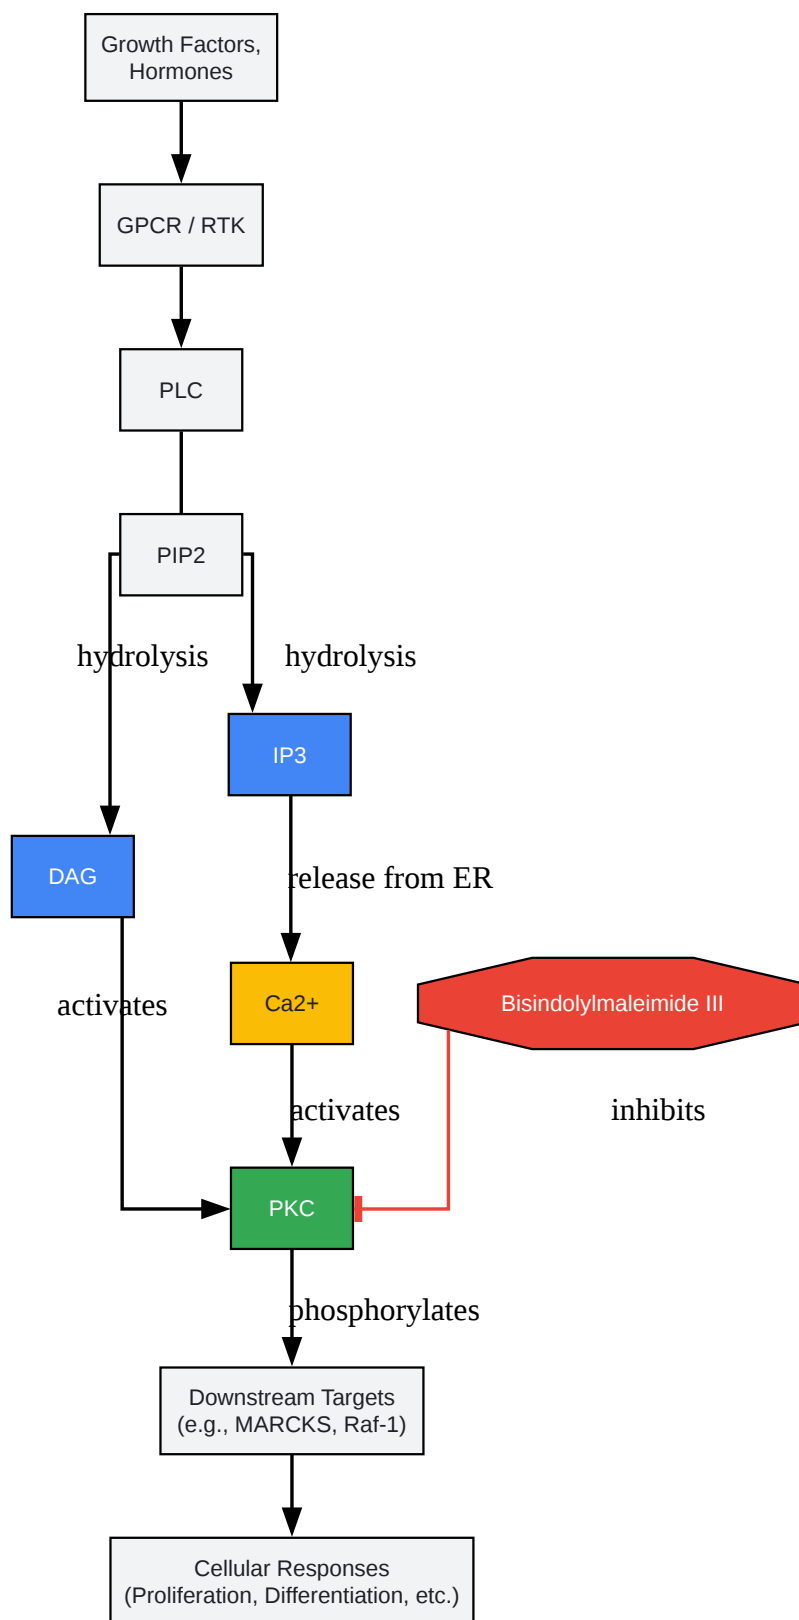 Growth Factors,
Hormones
GPCR / RTK
PLC
PIP2
hydrolysis
hydrolysis
IP3
DAG
release from ER
activates
Ca2+
Bisindolylmaleimide III
activates
inhibits
PKC
phosphorylates
Downstream Targets
(e.g., MARCKS, Raf-1)
Cellular Responses
(Proliferation, Differentiation, etc.)